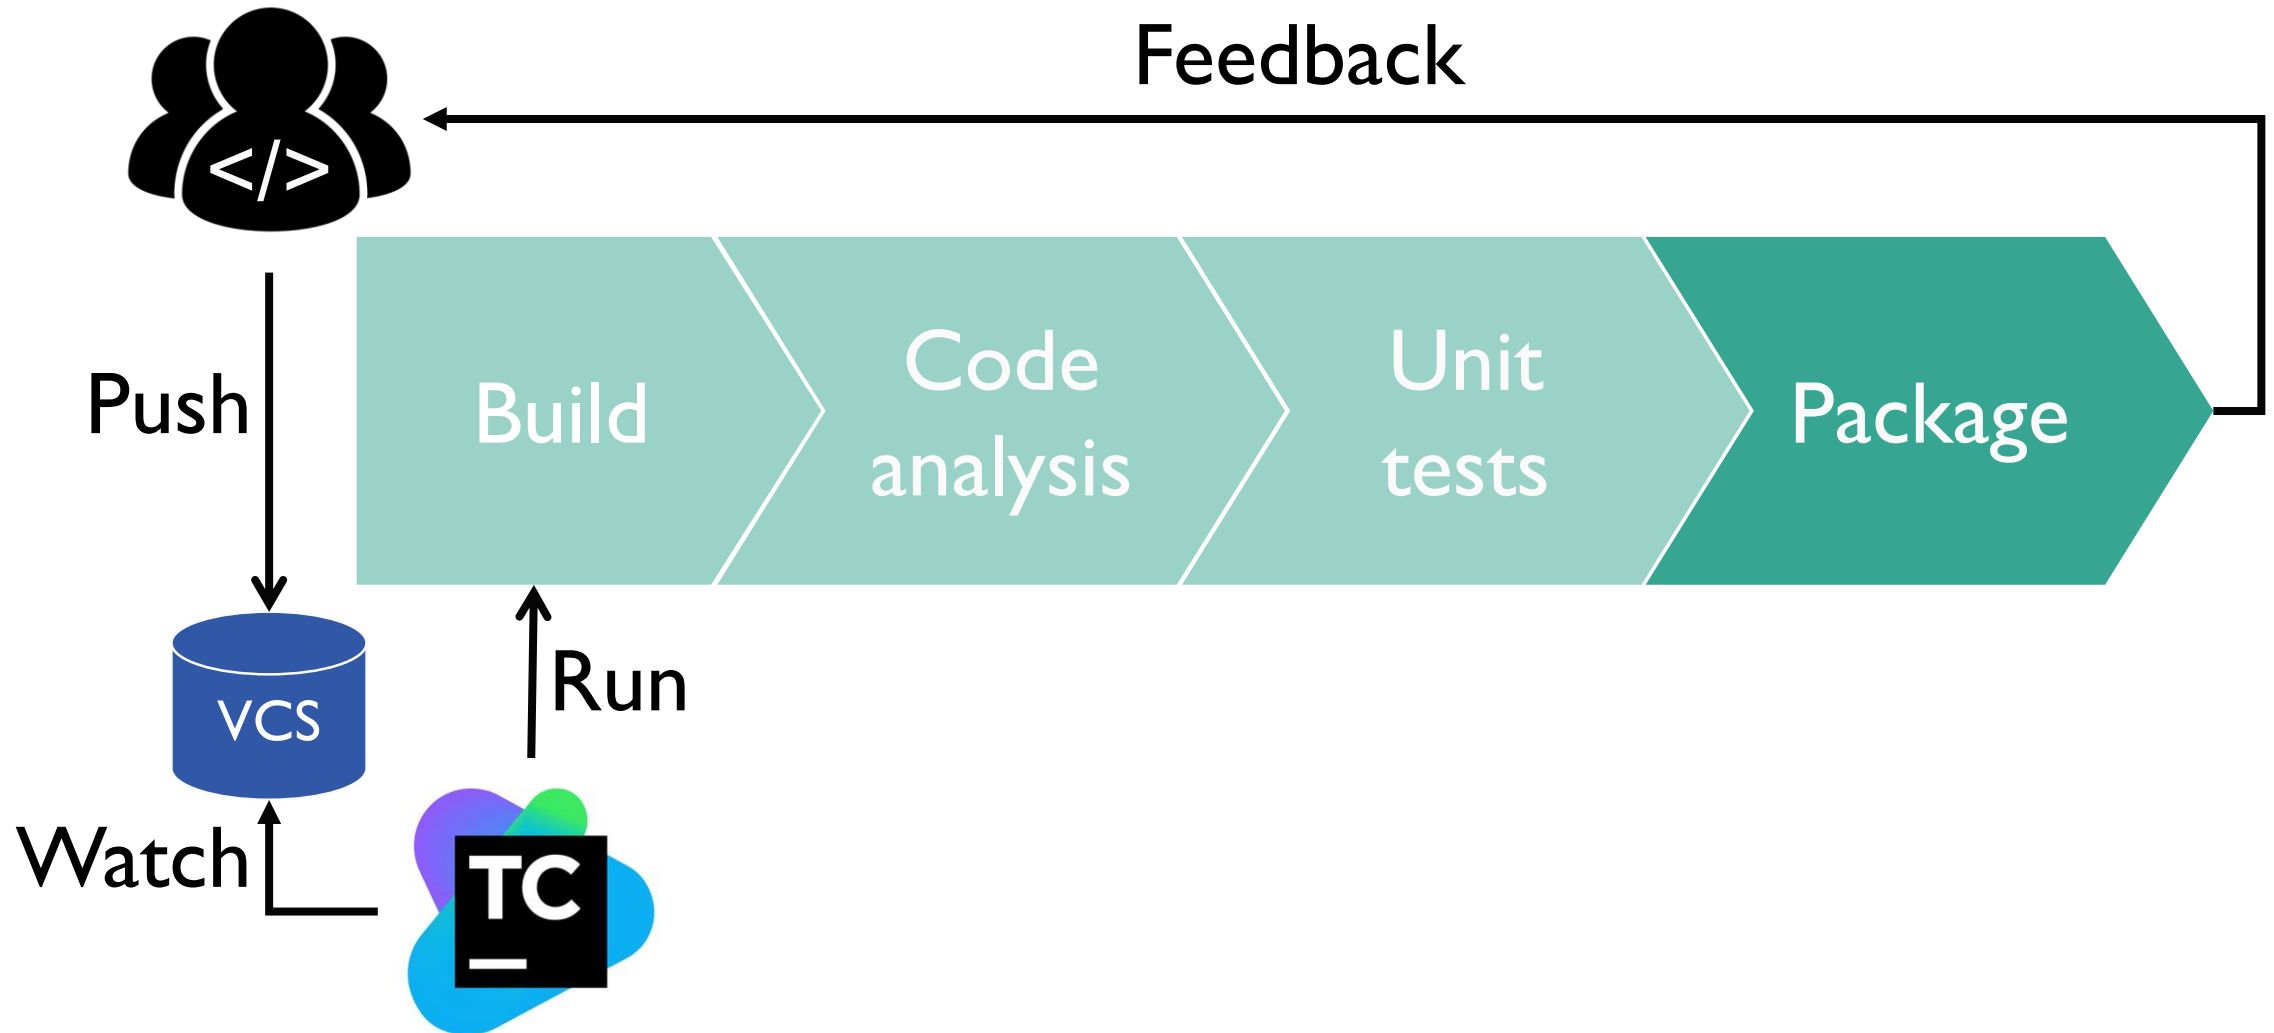 Feedback
</>
Push
Build
Code
analysis
Unit
tests
Package
Run
VCS
Watch
TC